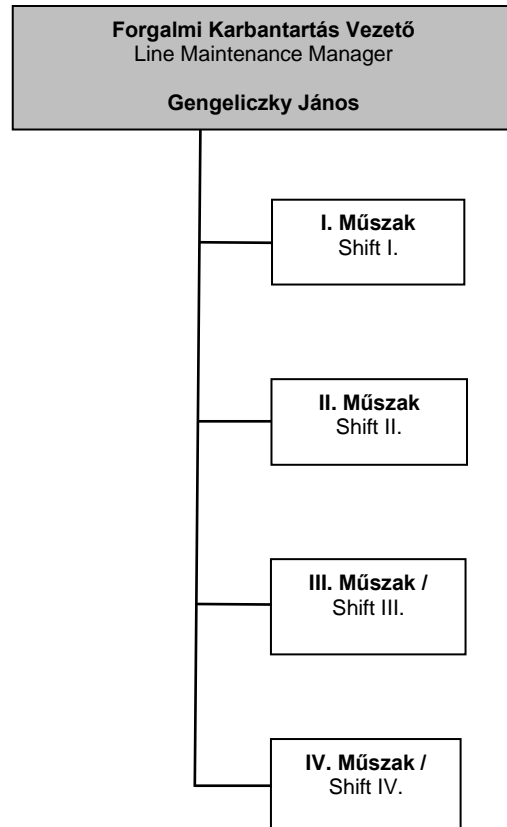 Forgalmi Karbantartás Vezető
Line Maintenance Manager
Gengeliczky János
I. Műszak
Shift I.
II. Műszak
Shift II.
III. Műszak /
Shift III.
IV. Műszak /
Shift IV.